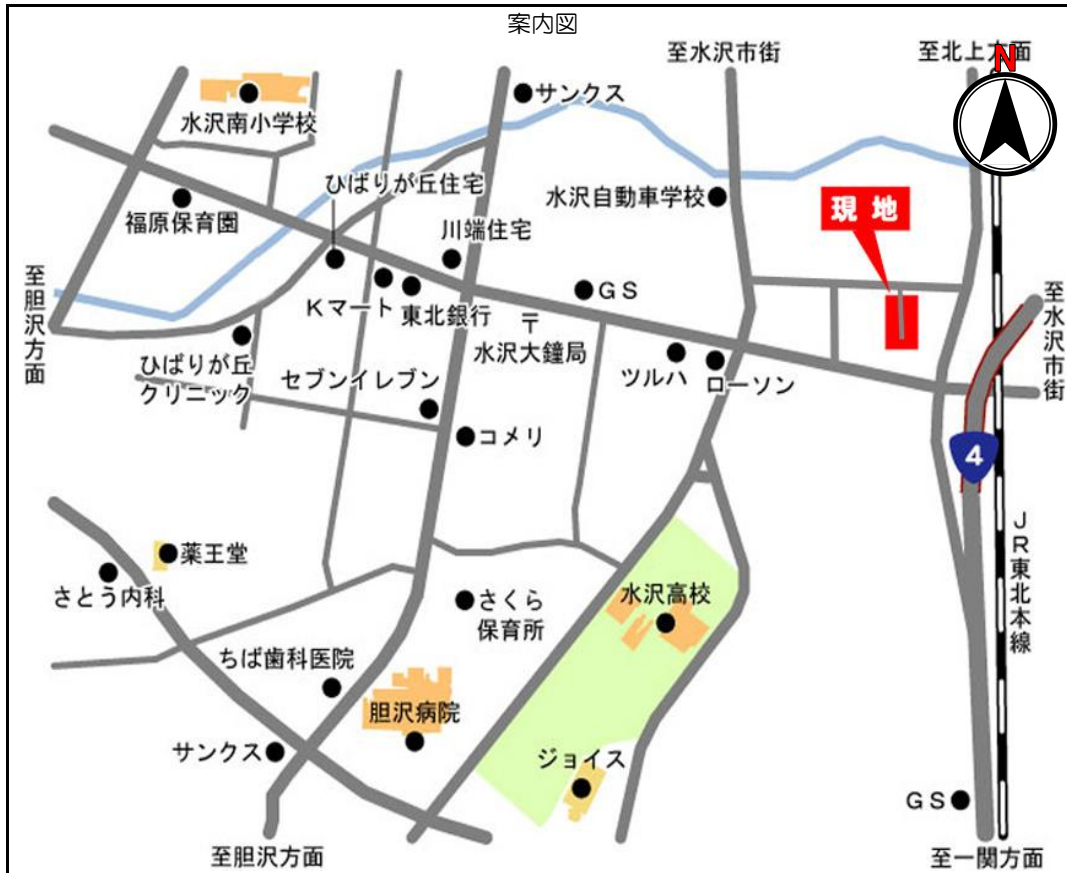 案内図
至水沢市街
至北上方面
N
サンクス
水沢南小学校
ひばりが丘住宅
水沢自動車学校
現地
福原保育園
川端住宅
至胆沢方面
GS
至水沢市街
Kマート
東北銀行
〒
水沢大鐘局
ひばりが丘
クリニック
セブンイレブン
ツルハ
ローソン
コメリ
4
JR東北本線
薬王堂
さとう内科
さくら
保育所
水沢高校
ちば歯科医院
胆沢病院
サンクス
ジョイス
GS
至胆沢方面
至一関方面